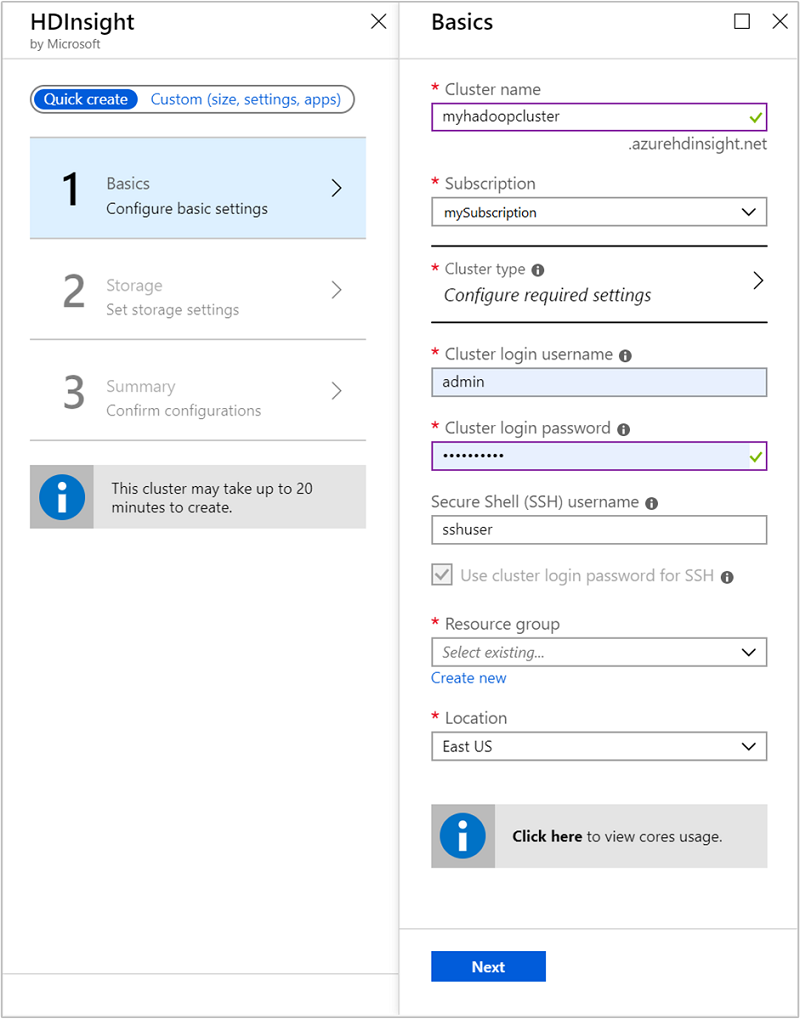 HDInsight
by Microsoft
Quick create
Custom (size, settings, apps)
1
Basics
Configure basic settings
2
Storage
Set storage settings
3
Summary
Confirm configurations
This cluster may take up to 20
minutes to create.
Basics
* Cluster name
myhadoopcluster
.azurehdinsight.net
* Subscription
mySubscription
* Cluster type
Configure required settings
* Cluster login username
admin
* Cluster login password
••••••••••
Secure Shell (SSH) username
sshuser
Use cluster login password for SSH
* Resource group
Select existing...
Create new
* Location
East US
Click here to view cores usage.
Next